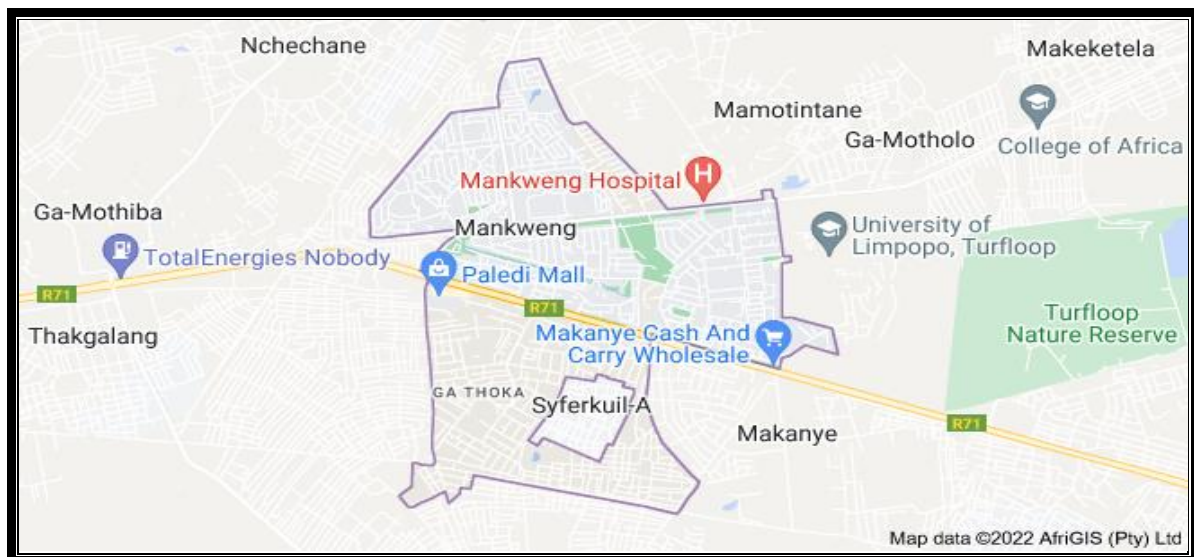 Nchechane
Makeketela
Mamotintane
Ga-Motholo
College of Africa
Mankweng Hospital
Ga-Mothiba
Mankweng
University of
Limpopo, Turfloop
TotalEnergies Nobody
Paledi Mall
R71
R71
Turfloop
Nature Reserve
Thakgalang
Makanye Cash And
Carry Wholesale
GA THOKA
Syferkuil-A
Makanye
R71
Map data ©2022 AfriGIS (Pty) Ltd